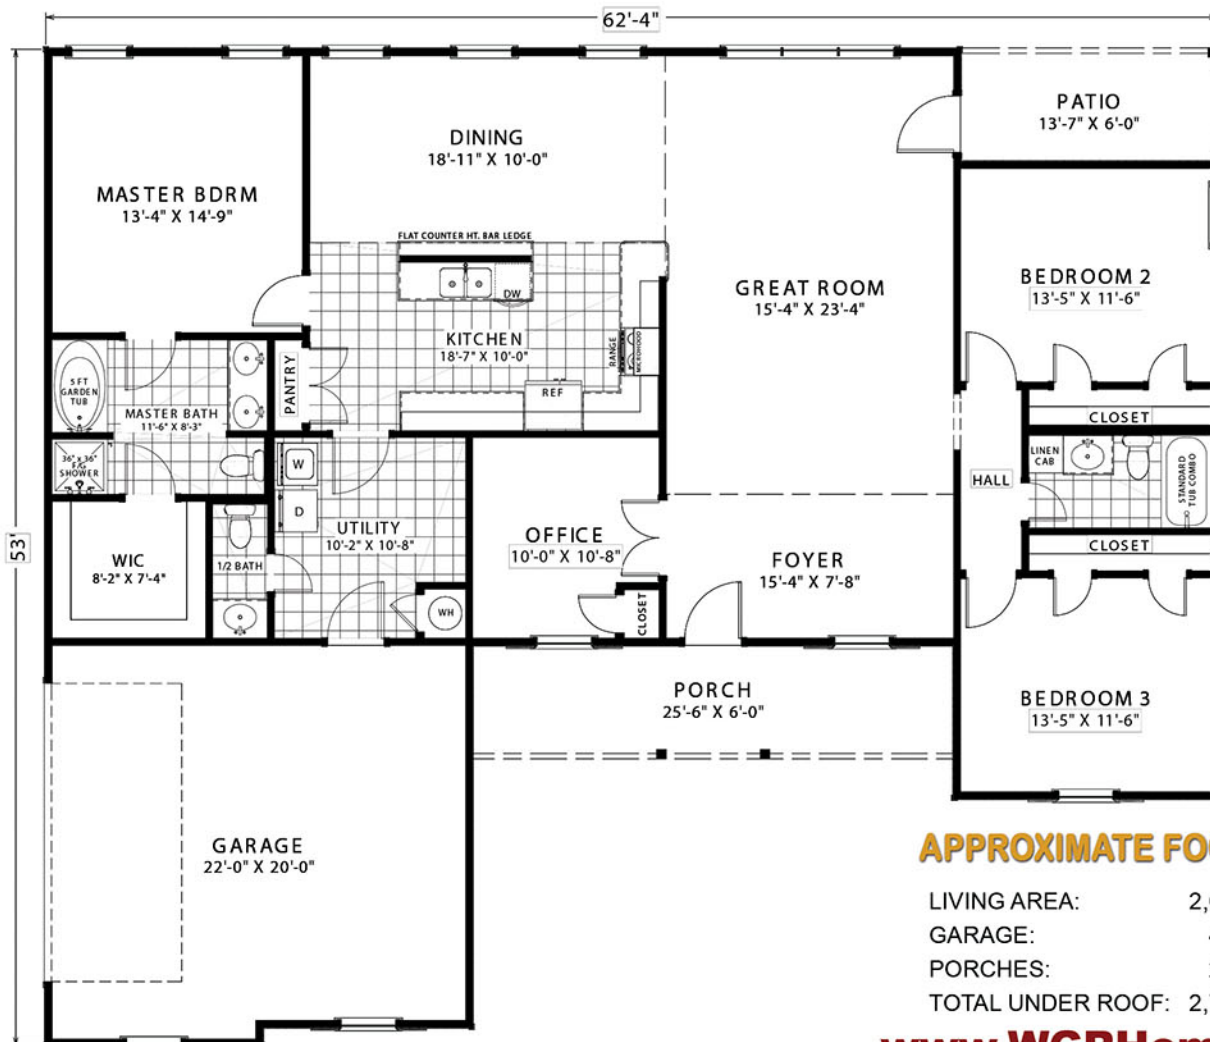 62'-4"
53'
PATIO
13'-7" X 6'-0"
DINING
18'-11" X 10'-0"
MASTER BDRM
13'-4" X 14'-9"
FLAT COUNTER HT. BAR LEDGE
DW
GREAT ROOM
15'-4" X 23'-4"
BEDROOM 2
13'-5" X 11'-6"
KITCHEN
18'-7" X 10'-0"
RANGE
MICROHOOD
REF
PANTRY
5 FT
GARDEN
TUB
MASTER BATH
11'-6" X 8'-3"
36" x 36"
F/G
SHOWER
W
D
CLOSET
LINEN
CAB
STANDARD
TUB COMBO
HALL
UTILITY
10'-2" X 10'-8"
OFFICE
10'-0" X 10'-8"
CLOSET
WIC
8'-2" X 7'-4"
1/2 BATH
FOYER
15'-4" X 7'-8"
WH
CLOSET
PORCH
25'-6" X 6'-0"
BEDROOM 3
13'-5" X 11'-6"
GARAGE
22'-0" X 20'-0"
APPROXIMATE
LIVING AREA: 2,
GARAGE:
PORCHES:
TOTAL UNDER ROOF: 2,